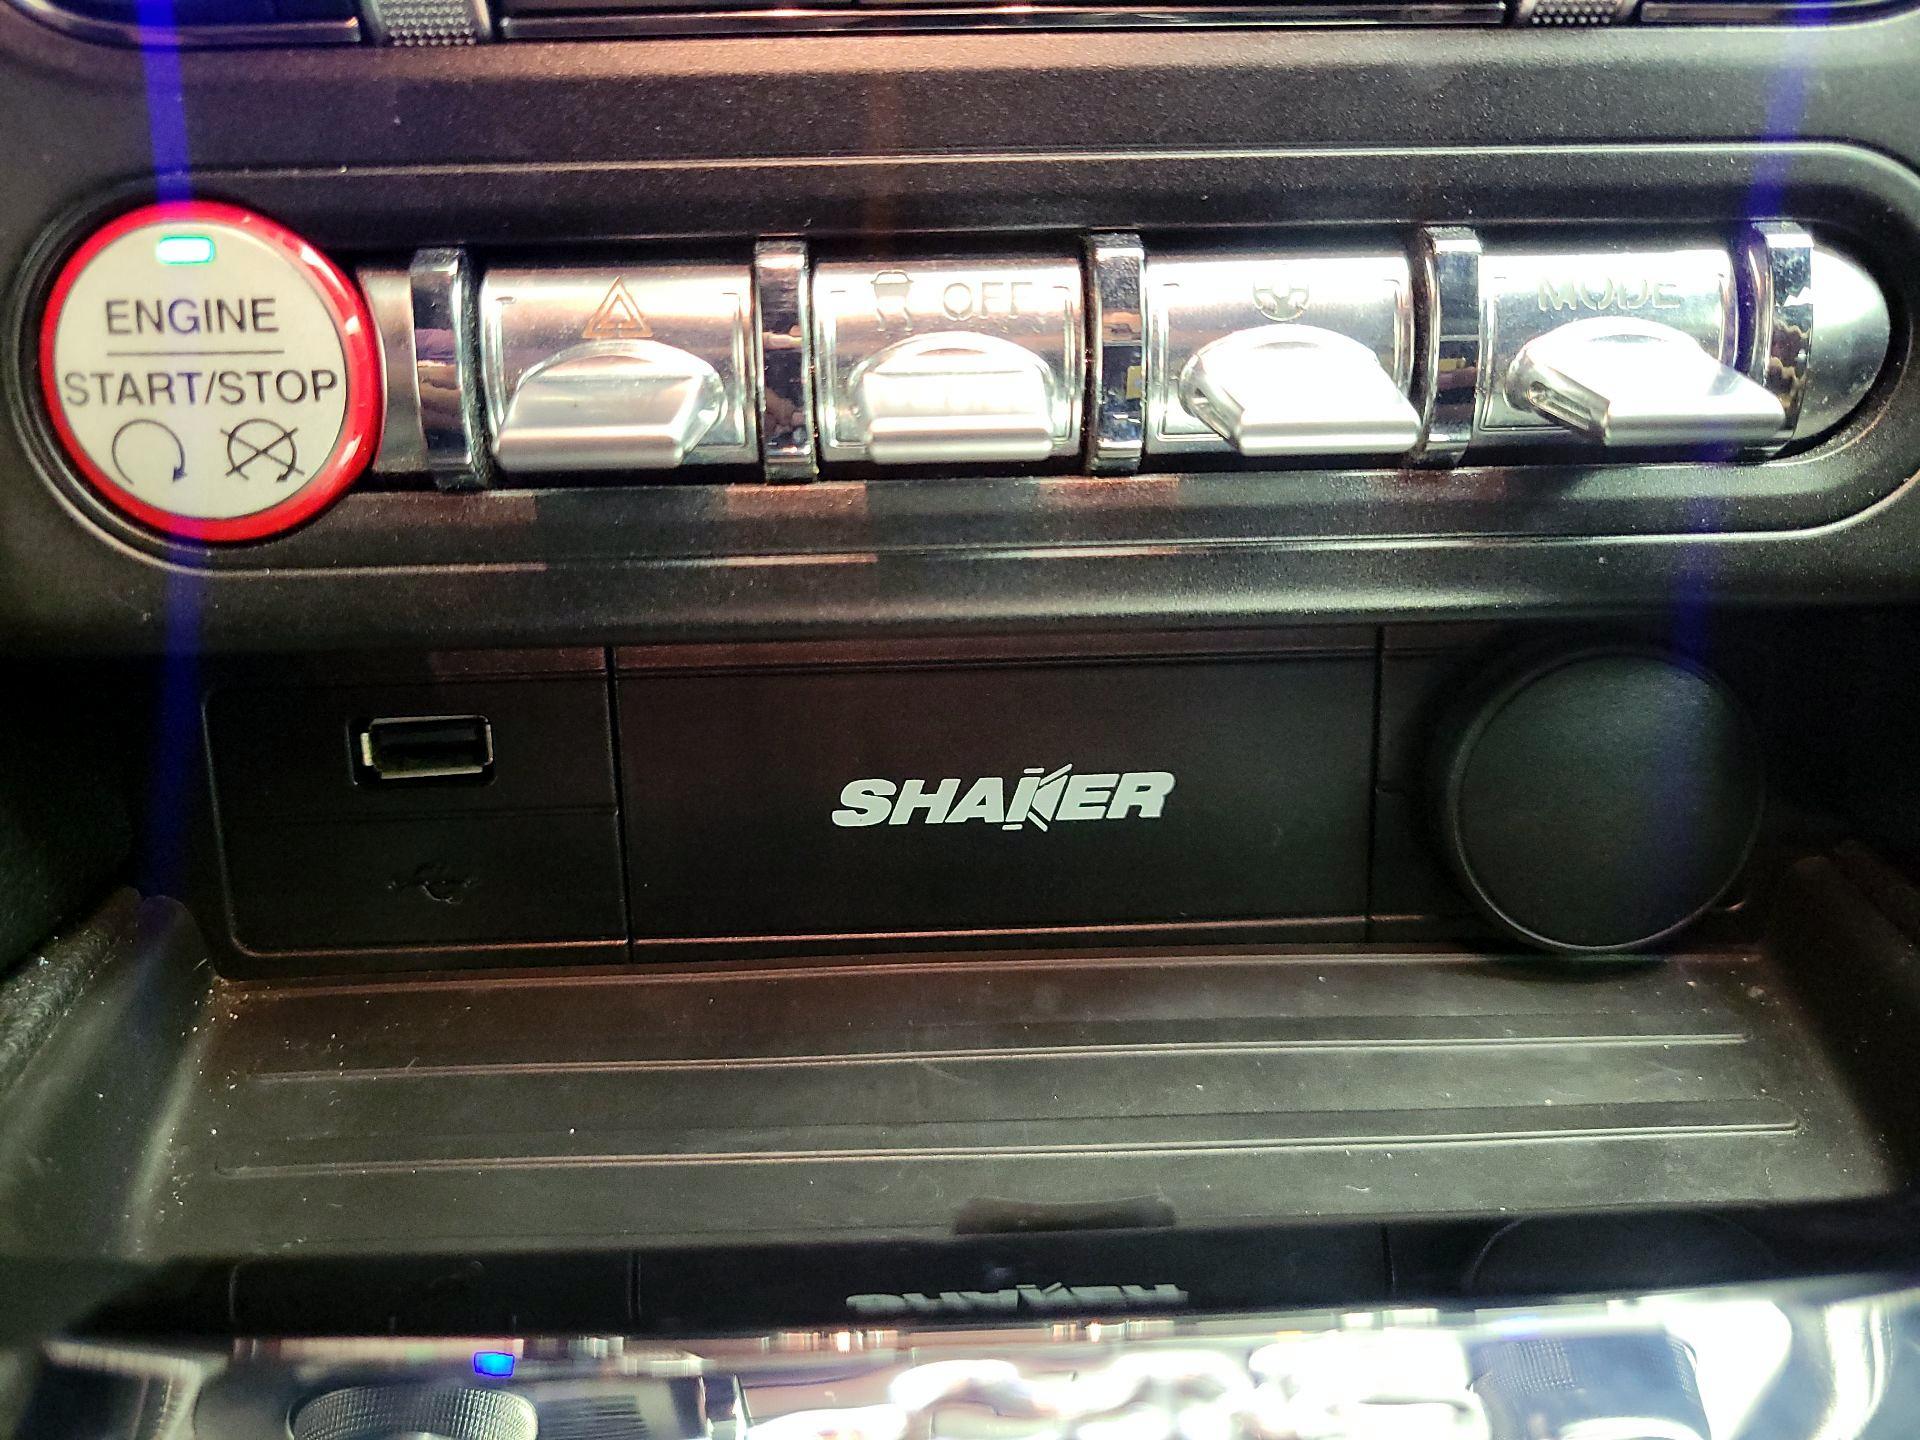 ENGINE
START/STOP
OFF
MODE
SHAKER